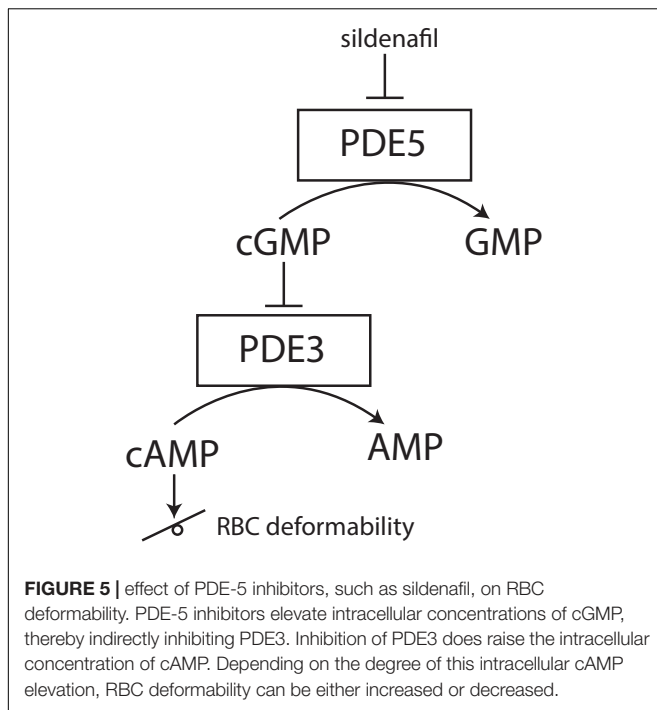 sildenafil
PDE5
cGMP GMP
PDE3
cAMP AMP
RBC deformability
FIGURE 5 | effect of PDE-5 inhibitors, such as sildenafil, on RBC
deformability. PDE-5 inhibitors elevate intracellular concentrations of cGMP,
thereby indirectly inhibiting PDE3. Inhibition of PDE3 does raise the intracellular
concentration of cAMP. Depending on the degree of this intracellular cAMP
elevation, RBC deformability can be either increased or decreased.